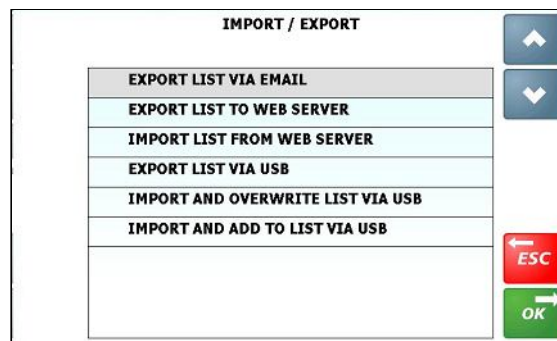 IMPORT / EXPORT
EXPORT LIST VIA EMAIL
EXPORT LIST TO WEB SERVER
IMPORT LIST FROM WEB SERVER
EXPORT LIST VIA USB
IMPORT AND OVERWRITE LIST VIA USB
IMPORT AND ADD TO LIST VIA USB
ESC
OK